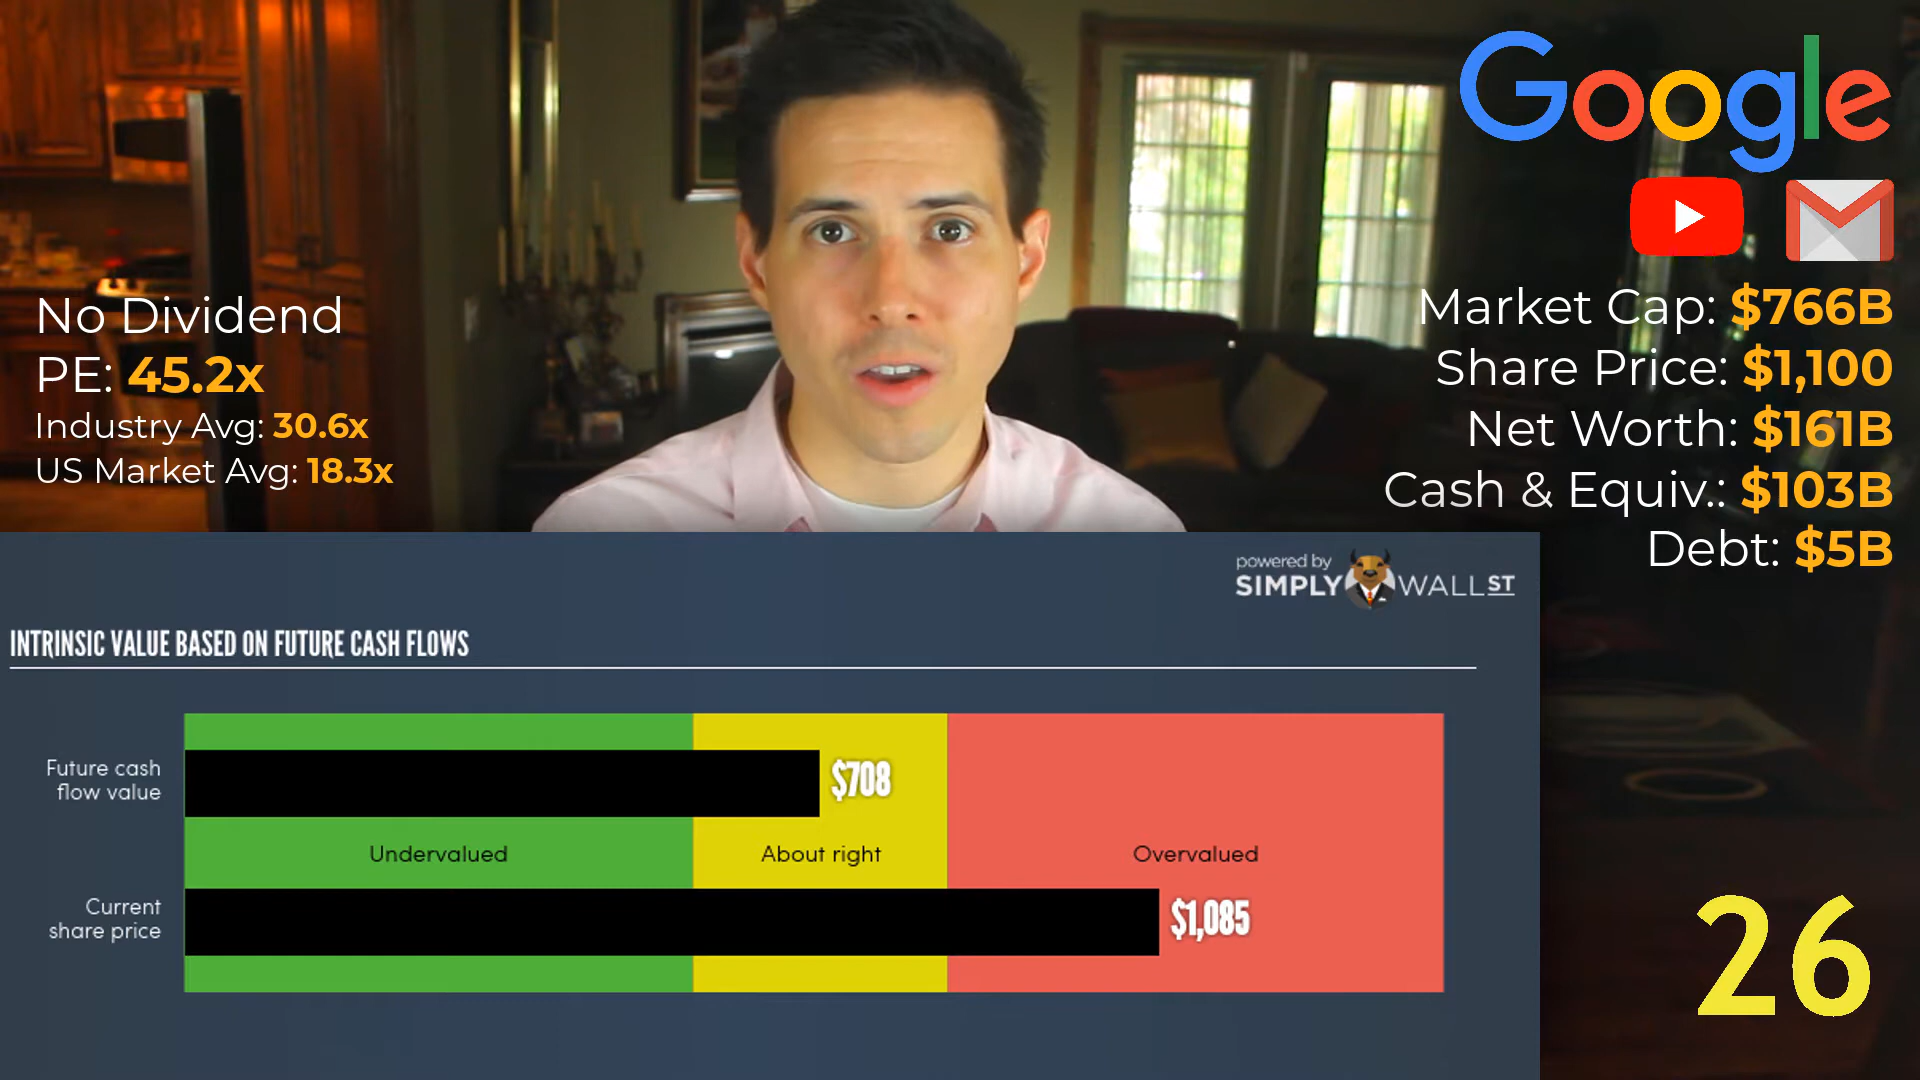 Google
No Dividend
PE: 45.2x
Industry Avg: 30.6x
US Market Avg: 18.3x
Market Cap: $766B
Share Price: $1,100
Net Worth: $161B
Cash & Equiv.: $103B
Debt: $5B
powered by
SIMPLY WALL ST
INTRINSIC VALUE BASED ON FUTURE CASH FLOWS
Future cash
flow value
$708
Undervalued
About right
Overvalued
Current
share price
$1,085
26